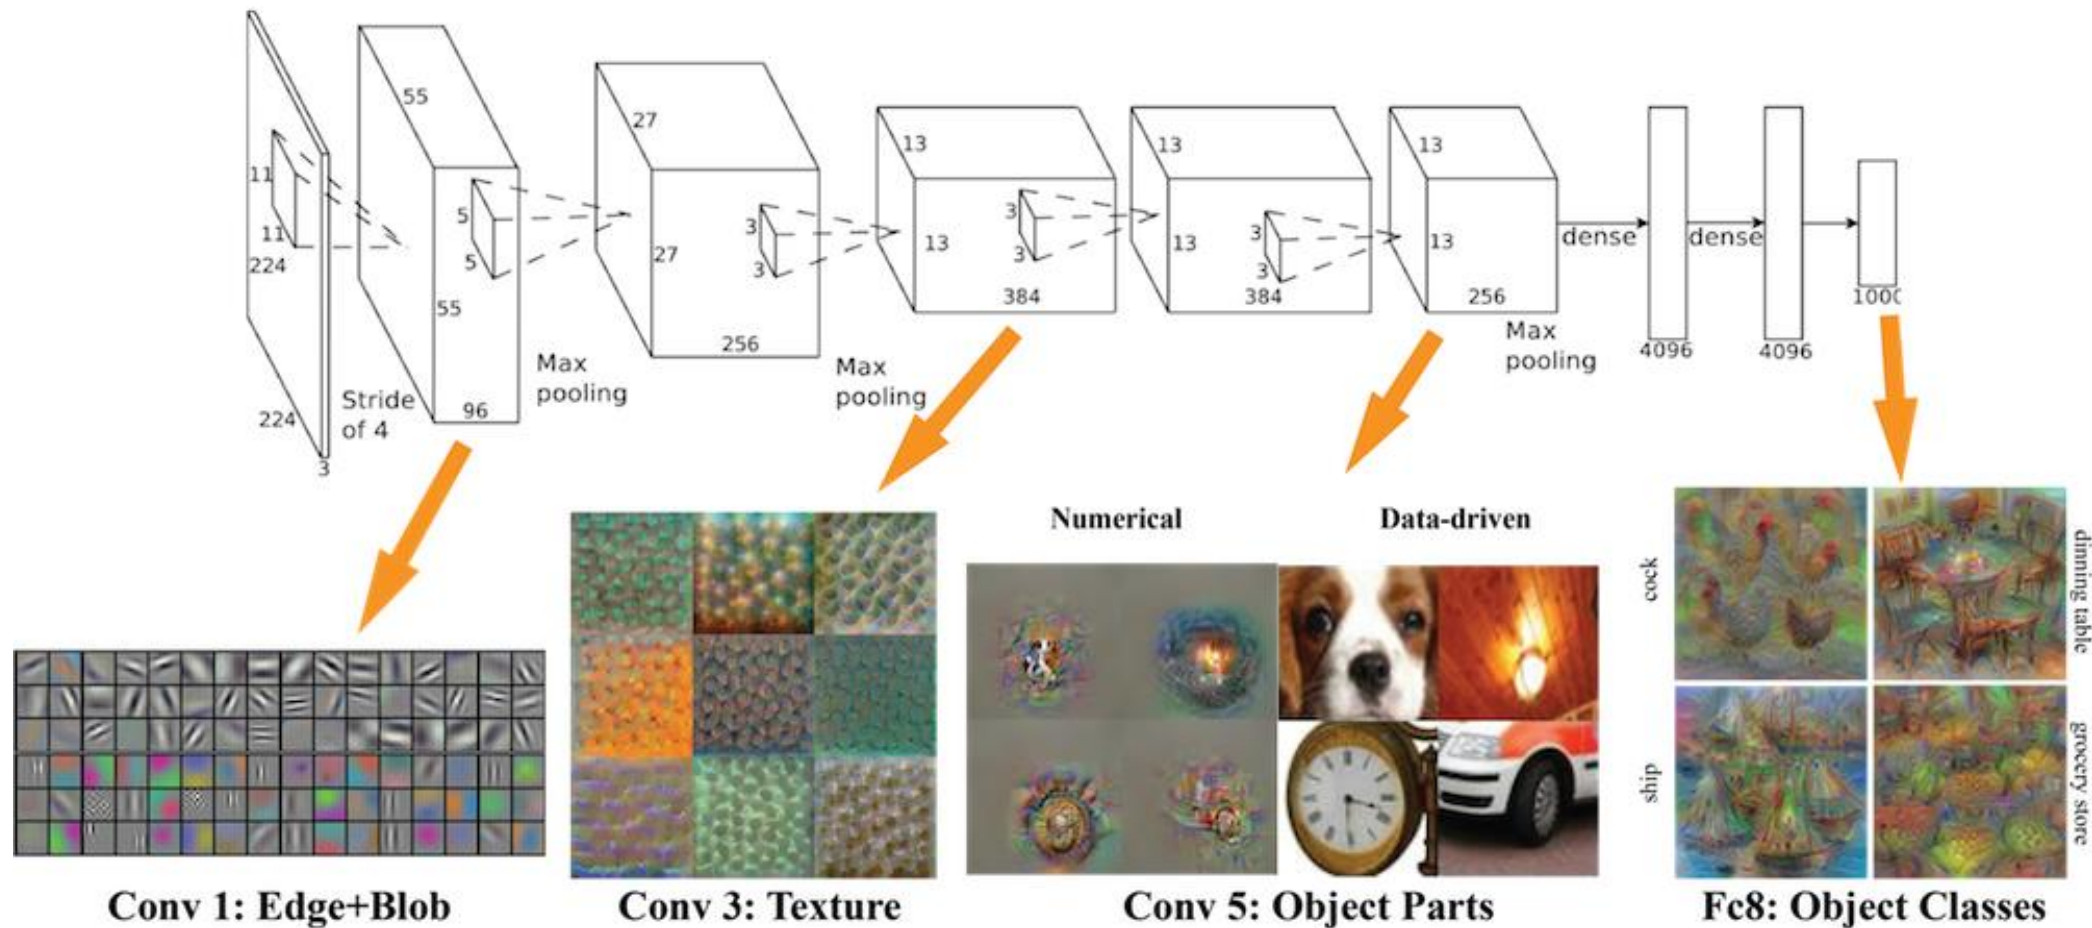 11
11
224
224
3
Stride
of 4
55
55
96
5
5
Max
pooling
27
27
256
3
3
Max
pooling
13
13
384
3
3
13
13
384
3
3
13
13
256
Max
pooling
dense
4096
dense
4096
1000
Numerical
Data-driven
cock
dinning table
ship
grocery store
Conv 1: Edge+Blob
Conv 3: Texture
Conv 5: Object Parts
Fc8: Object Classes